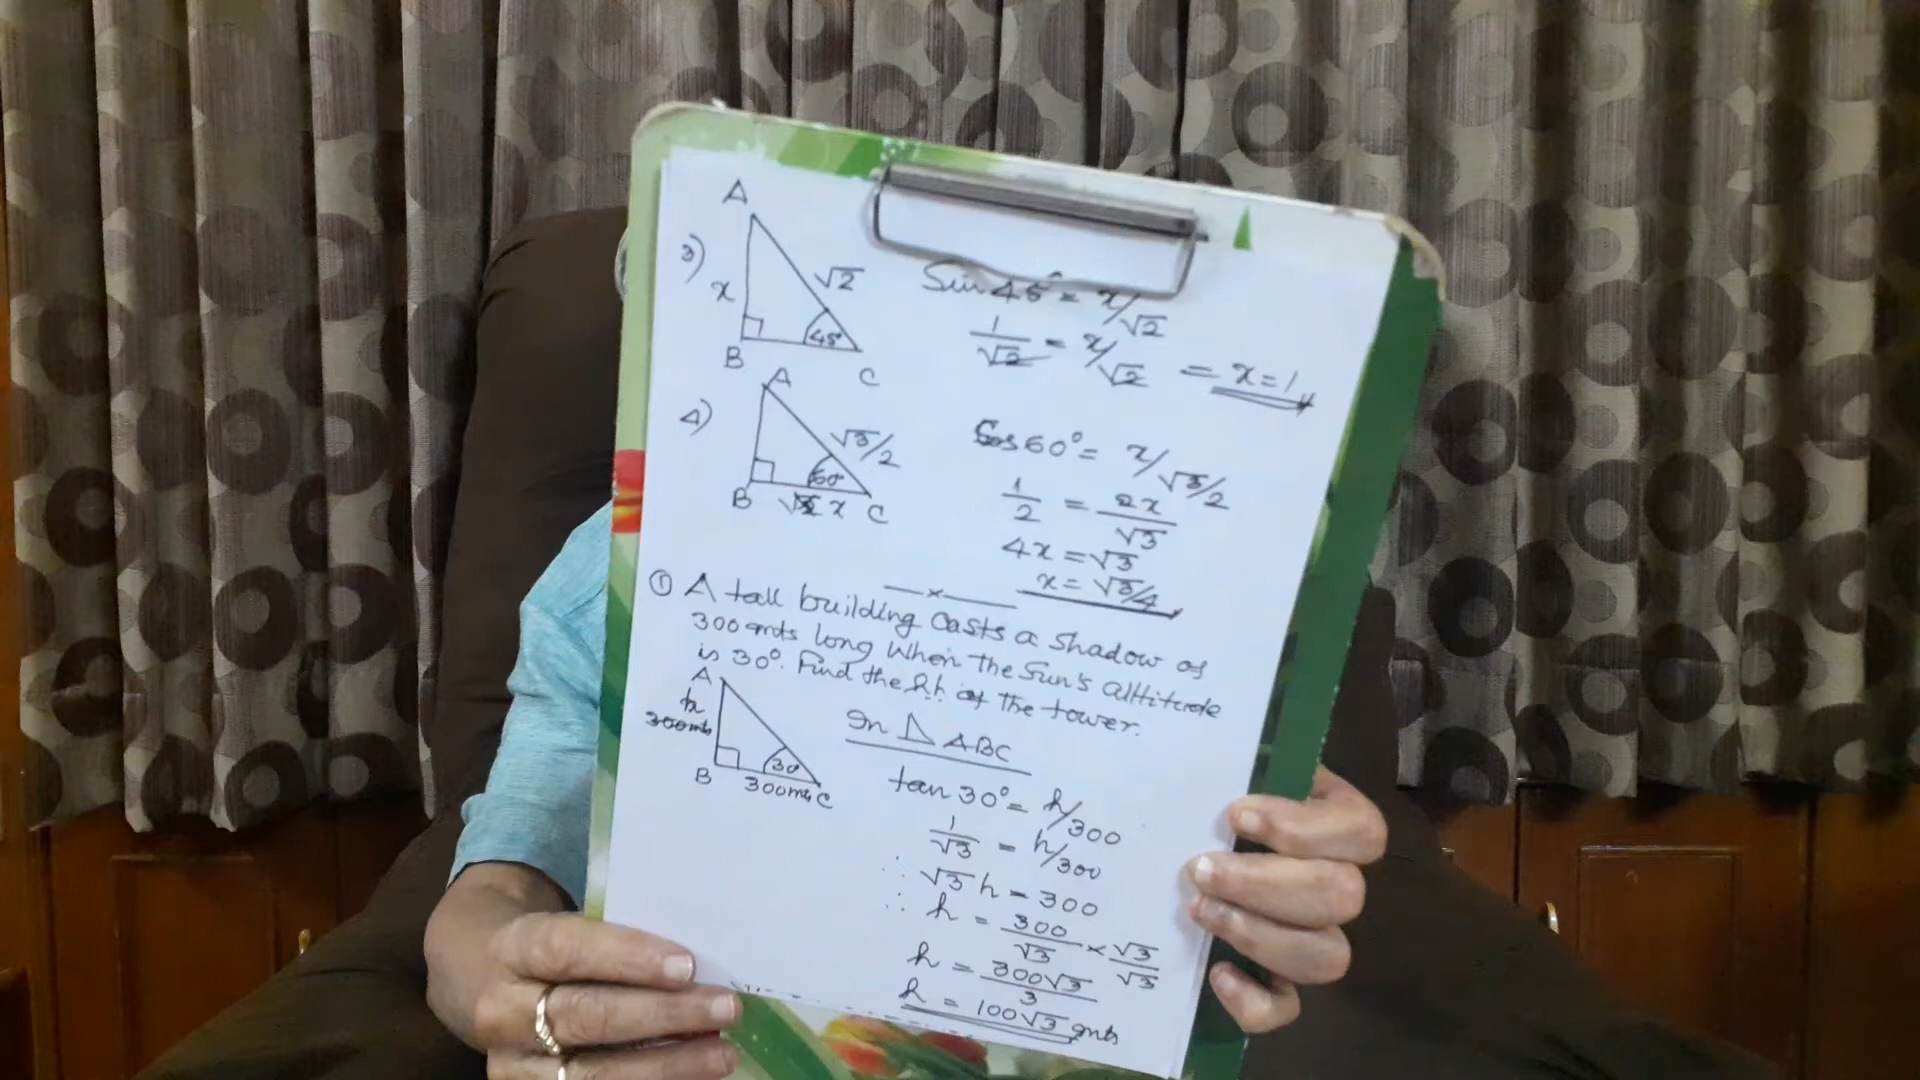 A
3)
√2
x
45°
B
C
Sin 45° = x/√2
1/√2 = x/√2 = x=1
A
4)
√3/2
60°
B
x
C
Cos 60° = x/√3/2
1/2 = 2x/√3
4x = √3
x = √3/4
① A tall building casts a shadow of
300 mts long when the Sun's altitude
is 30°. Find the ht. of the tower.
A
h
300mts
30°
B
300mts C
In △ ABC
tan 30° = h/300
1/√3 = h/300
∴ √3 h = 300
∴ h = 300/√3 × √3/√3
h = 300√3/3
h = 100√3 mts